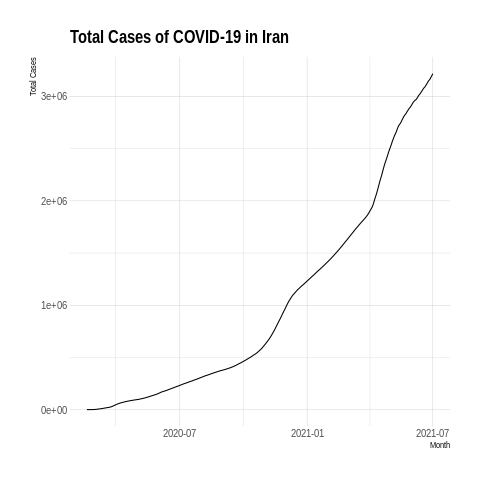 Total Cases of COVID-19 in Iran
Total Cases
3e+06
2e+06
1e+06
0e+00
2020-07 2021-01 2021-07
Month